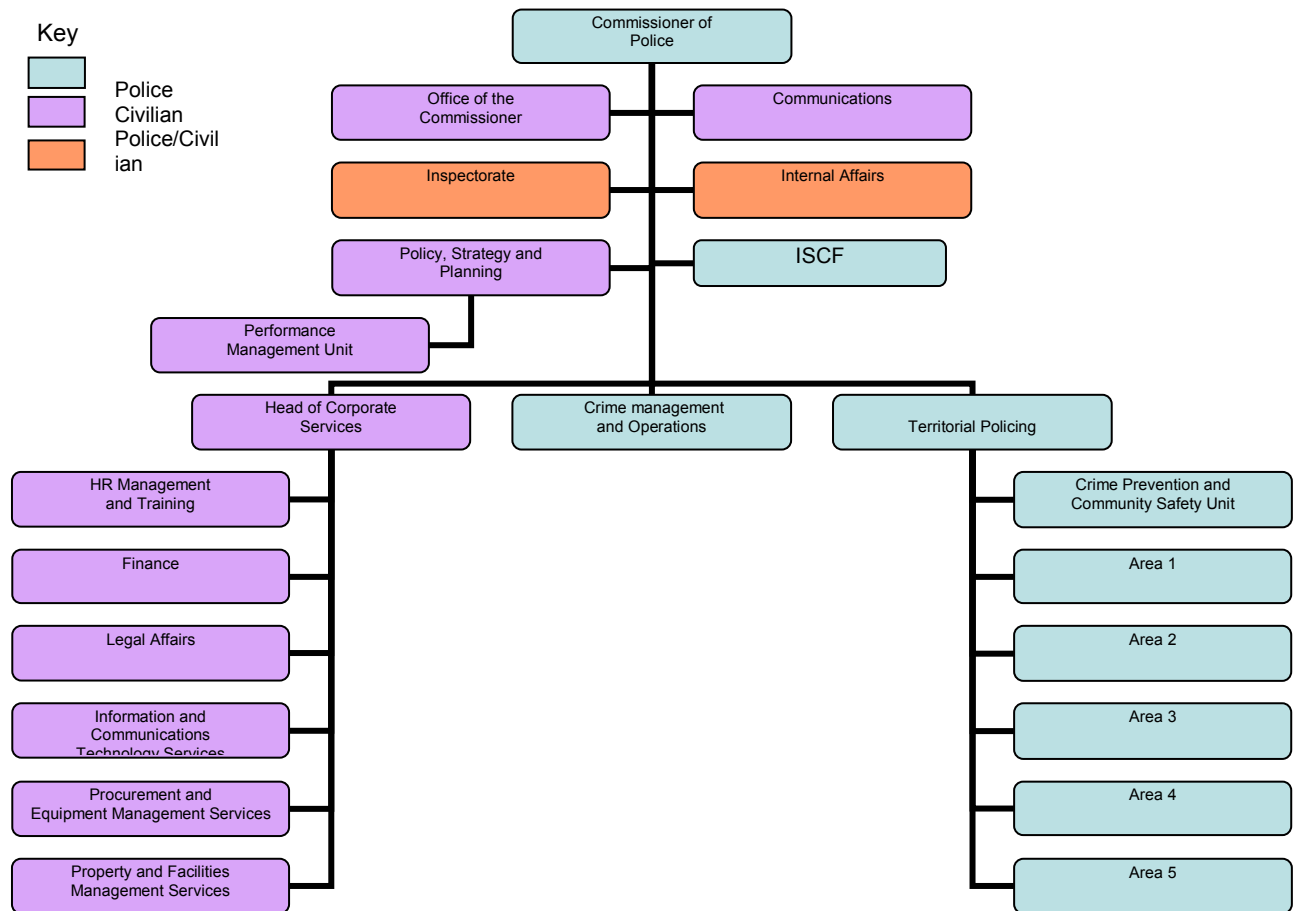 Key
Police
Civilian
Police/Civil
ian
Commissioner of
Police
Office of the
Commissioner
Communications
Inspectorate
Internal Affairs
Policy, Strategy and
Planning
ISCF
Performance
Management Unit
Head of Corporate
Services
Crime management
and Operations
Territorial Policing
HR Management
and Training
Finance
Legal Affairs
Information and
Communications
Technology Services
Procurement and
Equipment Management Services
Property and Facilities
Management Services
Crime Prevention and
Community Safety Unit
Area 1
Area 2
Area 3
Area 4
Area 5